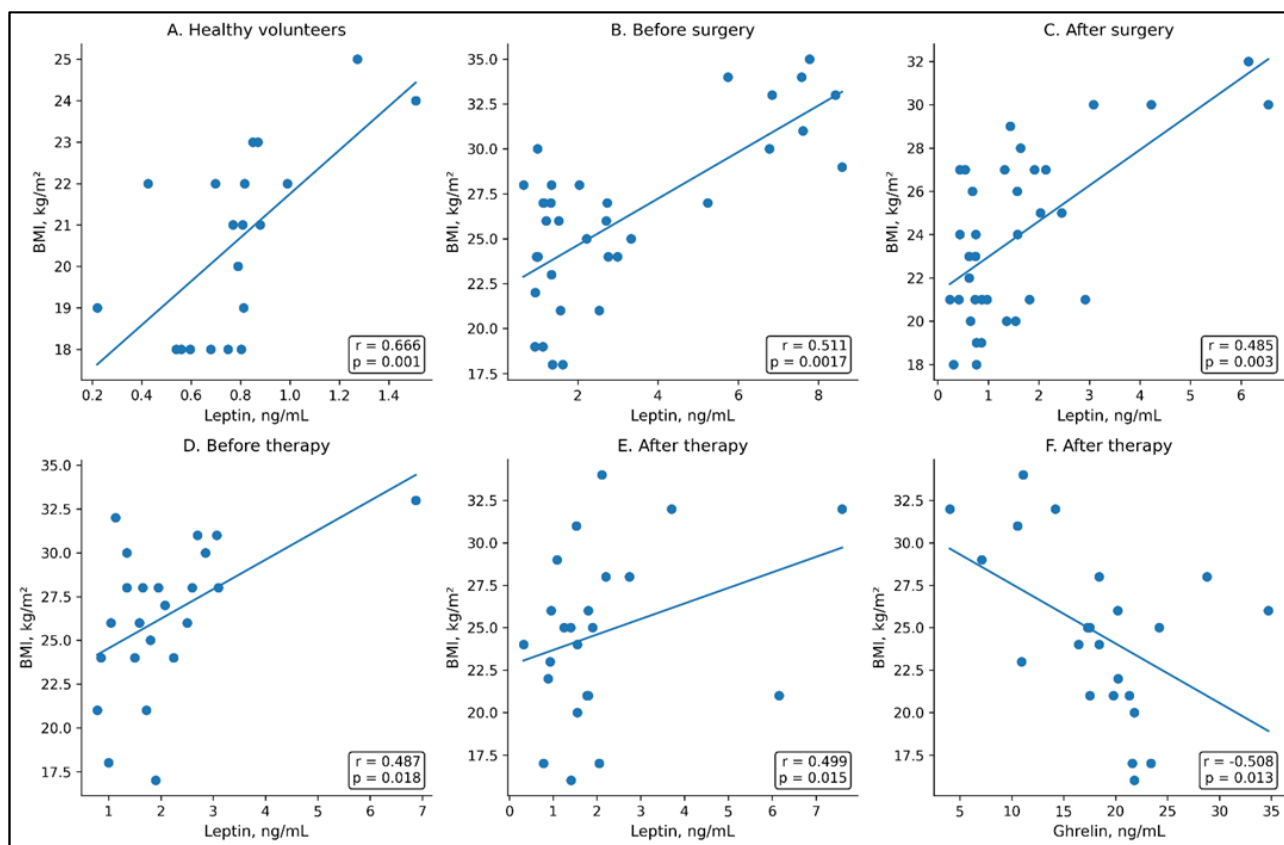 A. Healthy volunteers
25
24
23
22
21
20
19
18
BMI, kg/m²
0.2 0.4 0.6 0.8 1.0 1.2 1.4
Leptin, ng/mL
r = 0.666
p = 0.001
B. Before surgery
35.0
32.5
30.0
27.5
25.0
22.5
20.0
17.5
BMI, kg/m²
2 4 6 8
Leptin, ng/mL
r = 0.511
p = 0.0017
C. After surgery
32
30
28
26
24
22
20
18
BMI, kg/m²
0 1 2 3 4 5 6
Leptin, ng/mL
r = 0.485
p = 0.003
D. Before therapy
35.0
32.5
30.0
27.5
25.0
22.5
20.0
17.5
BMI, kg/m²
1 2 3 4 5 6 7
Leptin, ng/mL
r = 0.487
p = 0.018
E. After therapy
32.5
30.0
27.5
25.0
22.5
20.0
17.5
BMI, kg/m²
0 1 2 3 4 5 6 7
Leptin, ng/mL
r = 0.499
p = 0.015
F. After therapy
32.5
30.0
27.5
25.0
22.5
20.0
17.5
BMI, kg/m²
5 10 15 20 25 30 35
Ghrelin, ng/mL
r = -0.508
p = 0.013